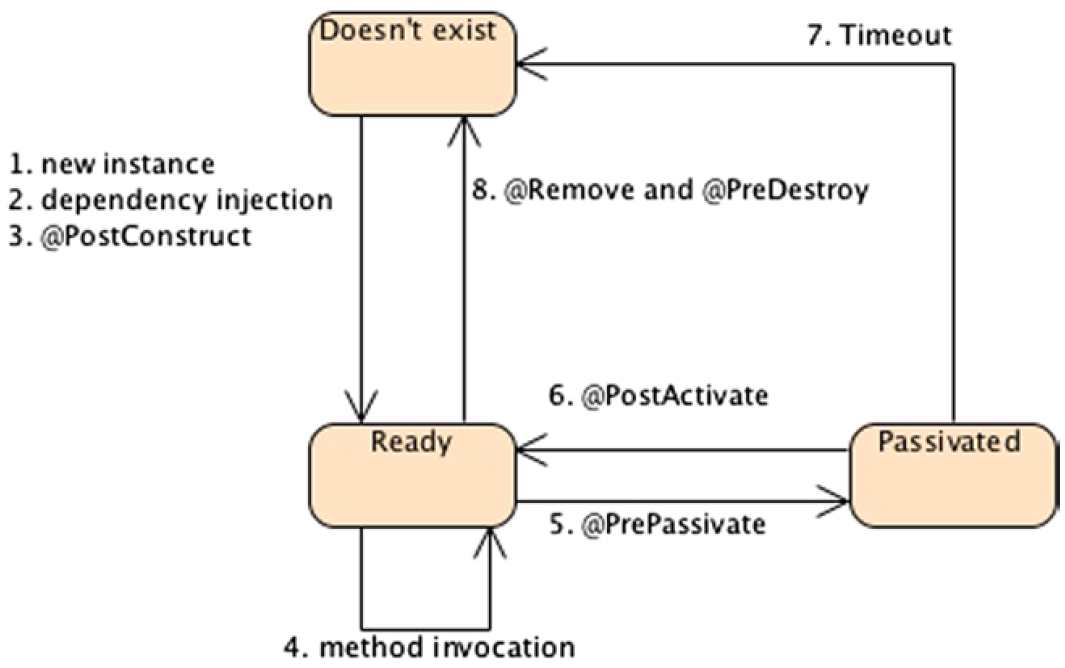 Doesn't exist
7. Timeout
1. new instance
2. dependency injection
3. @PostConstruct
8. @Remove and @PreDestroy
6. @PostActivate
Ready
Passivated
5. @PrePassivate
4. method invocation